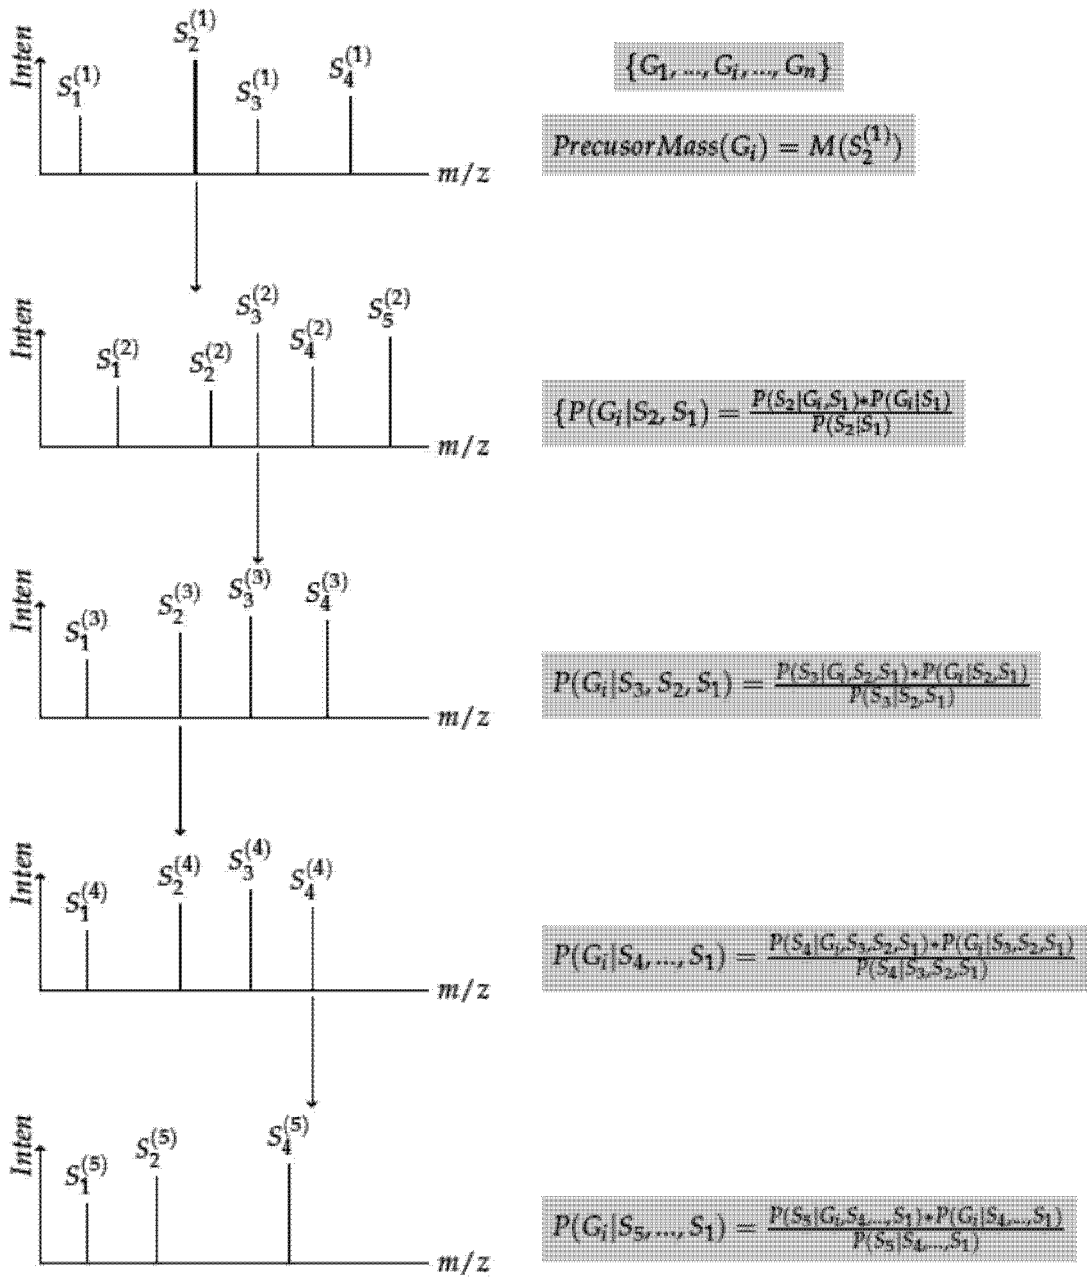 Inten
S_1^(1) S_2^(1) S_3^(1) S_4^(1)
m/z
{G_1, ..., G_i, ..., G_n}
PrecusorMass(G_i) = M(S_2^(1))
Inten
S_1^(2) S_2^(2) S_3^(2) S_4^(2) S_5^(2)
m/z
{P(G_i|S_2, S_1) = P(S_2|G_i,S_1)*P(G_i|S_1) / P(S_2|S_1)
Inten
S_1^(3) S_2^(3) S_3^(3) S_4^(3)
m/z
P(G_i|S_3, S_2, S_1) = P(S_3|G_i,S_2,S_1)*P(G_i|S_2,S_1) / P(S_3|S_2,S_1)
Inten
S_1^(4) S_2^(4) S_3^(4) S_4^(4)
m/z
P(G_i|S_4, ..., S_1) = P(S_4|G_i,S_3,S_2,S_1)*P(G_i|S_3,S_2,S_1) / P(S_4|S_3,S_2,S_1)
Inten
S_1^(5) S_2^(5) S_4^(5)
m/z
P(G_i|S_5, ..., S_1) = P(S_5|G_i,S_4,...,S_1)*P(G_i|S_4,...,S_1) / P(S_5|S_4,...,S_1)